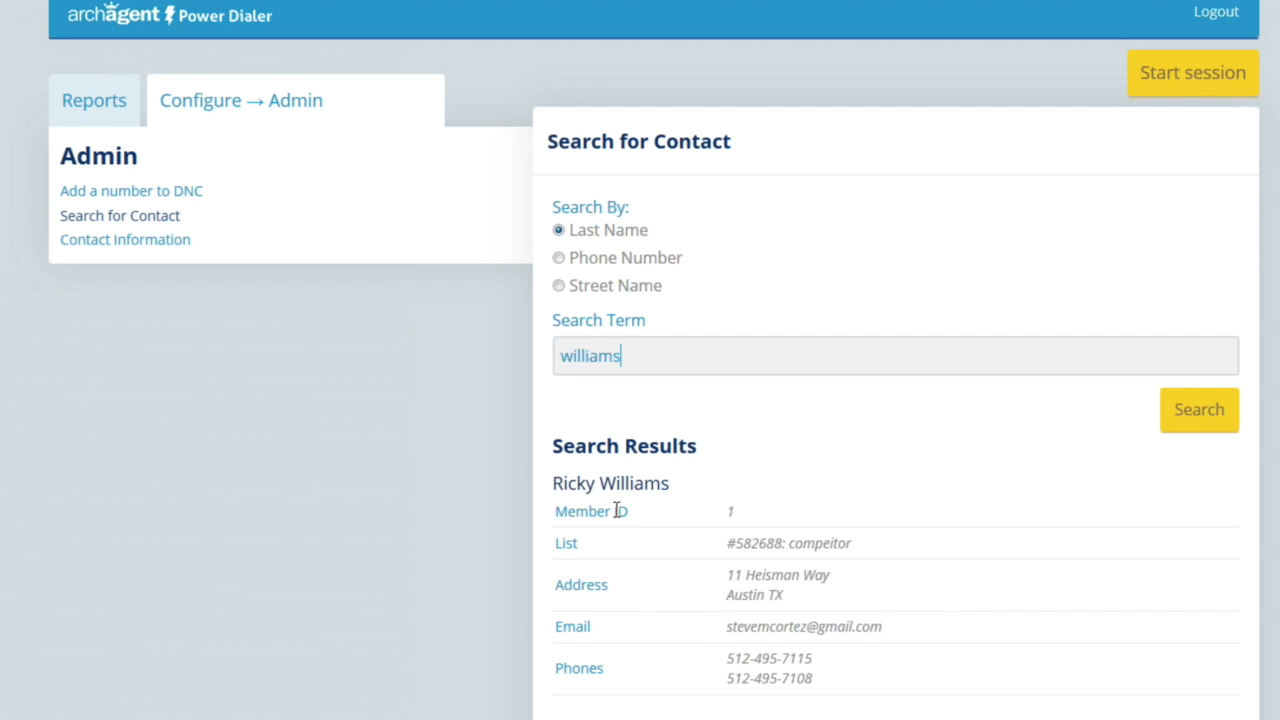 archagent Power Dialer
Logout
Start session
Reports
Configure → Admin
Admin
Add a number to DNC
Search for Contact
Contact Information
Search for Contact
Search By:
Last Name
Phone Number
Street Name
Search Term
williams
Search
Search Results
Ricky Williams
Member ID 1
List #582688: compeitor
Address 11 Heisman Way
Austin TX
Email stevemcortez@gmail.com
Phones 512-495-7115
512-495-7108